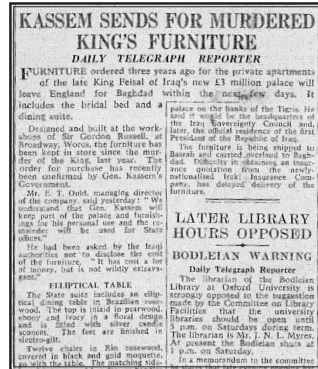 KASSEM SENDS FOR MURDERED
KING'S FURNITURE
DAILY TELEGRAPH REPORTER
FURNITURE ordered three years ago for the private apartments
of the late King Feisal of Iraq's new £3 million palace will
leave England for Baghdad within the next few days. It
includes the bridal bed and a
dining suite.
Designed and built at the work-
shops of Sir Gordon Russell, at
Broadway, Worcs, the furniture has
been kept in store since the mur-
der of the King, last year. The
order for purchase has recently
been confirmed by Gen. Kassem's
Government.
Mr. E. T. Ould, managing director
of the company, said yesterday: "We
understand that Gen. Kassem will
keep part of the palace and furnish-
ings for his personal use and the re-
mainder will be used for State
offices."
He had been asked by the Iraqi
authorities not to disclose the cost
of the furniture. "It has cost a lot
of money, but is not wildly extrava-
gant."
ELLIPTICAL TABLE
The State suite includes an ellip-
tical dining table in Brazilian rose-
wood. The top is inlaid in pearwood,
ebony and ivory in a floral design
and is fitted with silver candle
sconces. The feet are finished in
electro-gilt.
Twelve chairs in Rio rosewood,
covered in black and gold moquette,
go with the table. The matching side-
palace on the banks of the Tigris. He
said it would be the headquarters of
the Iraq Sovereignty Council and,
later, the official residence of the first
President of the Republic of Iraq.
The furniture is being shipped to
Basrah and carried overland to Bagh-
dad. Difficulty in obtaining an insur-
ance quotation from the newly-
nationalised Iraqi Insurance Com-
pany, has delayed delivery of the
furniture.
LATER LIBRARY
HOURS OPPOSED
BODLEIAN WARNING
Daily Telegraph Reporter
The librarian of the Bodleian
Library at Oxford University is
strongly opposed to the suggestion
made by the Committee on Library
Facilities that the university
libraries should be open until
5 p.m. on Saturdays during term.
The librarian is Mr. J. N. L. Myres.
At present the Bodleian shuts at
p.m. on Saturday.
In a memorandum to the committee